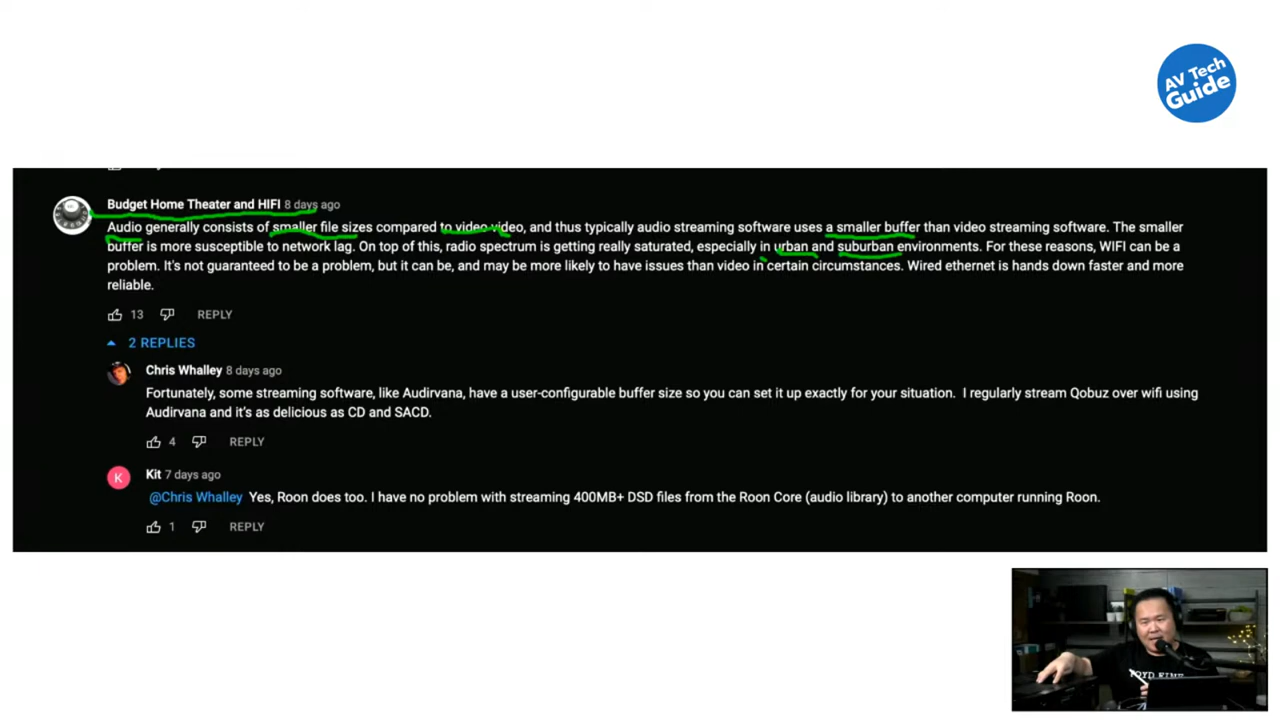 AV Tech
Guide
Budget Home Theater and HIFI 8 days ago
Audio generally consists of smaller file sizes compared to video video, and thus typically audio streaming software uses a smaller buffer than video streaming software. The smaller
buffer is more susceptible to network lag. On top of this, radio spectrum is getting really saturated, especially in urban and suburban environments. For these reasons, WIFI can be a
problem. It's not guaranteed to be a problem, but it can be, and may be more likely to have issues than video in certain circumstances. Wired ethernet is hands down faster and more
reliable.
13 REPLY
2 REPLIES
Chris Whalley 8 days ago
Fortunately, some streaming software, like Audirvana, have a user-configurable buffer size so you can set it up exactly for your situation. I regularly stream Qobuz over wifi using
Audirvana and it's as delicious as CD and SACD.
4 REPLY
K
Kit 7 days ago
@Chris Whalley Yes, Roon does too. I have no problem with streaming 400MB+ DSD files from the Roon Core (audio library) to another computer running Roon.
1 REPLY